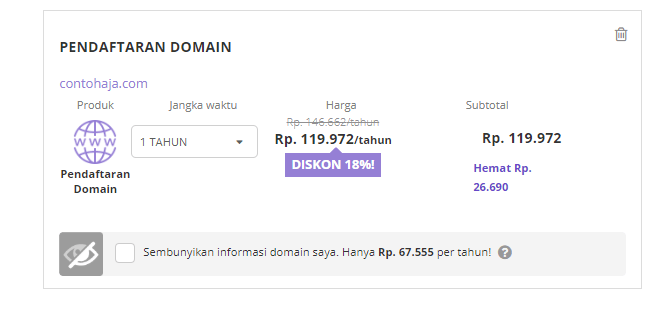 PENDAFTARAN DOMAIN
contohaja.com
Produk Jangka waktu Harga Subtotal
Rp. 146.662/tahun
WWW 1 TAHUN Rp. 119.972/tahun Rp. 119.972
DISKON 18%!
Pendaftaran
Domain
Hemat Rp.
26.690
Sembunyikan informasi domain saya. Hanya Rp. 67.555 per tahun! ?